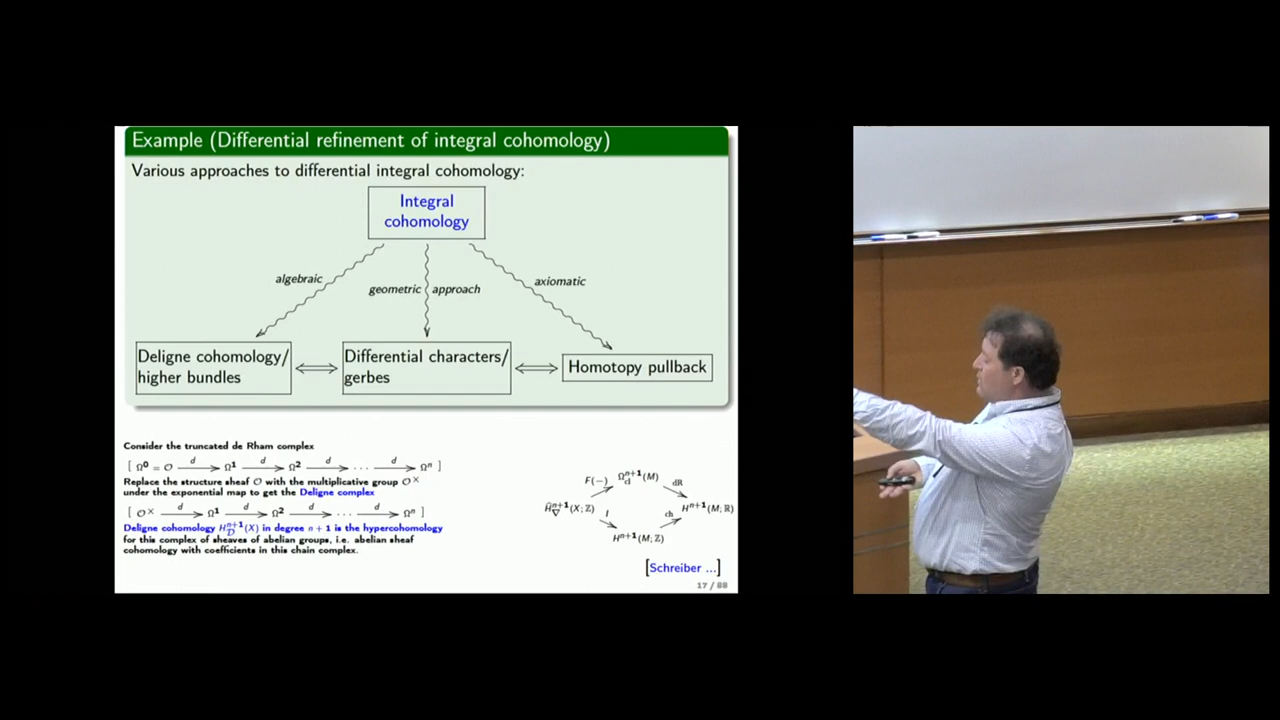 Example (Differential refinement of integral cohomology)
Various approaches to differential integral cohomology:
Integral
cohomology
algebraic
geometric approach
axiomatic
Deligne cohomology/
higher bundles
Differential characters/
gerbes
Homotopy pullback
Consider the truncated de Rham complex
[ Ω⁰ = 𝒪 —d→ Ω¹ —d→ Ω² —d→ ... —d→ Ωⁿ ]
Replace the structure sheaf 𝒪 with the multiplicative group 𝒪×
under the exponential map to get the Deligne complex
[ 𝒪× —d→ Ω¹ —d→ Ω² —d→ ... —d→ Ωⁿ ]
Deligne cohomology H_D^{n+1}(X) in degree n + 1 is the hypercohomology
for this complex of sheaves of abelian groups, i.e. abelian sheaf
cohomology with coefficients in this chain complex.
F(−) Ω_cl^{n+1}(M) dR
Ĥ_∇^{n+1}(X; ℤ) H^{n+1}(M; ℝ)
I ch
H^{n+1}(M; ℤ)
[Schreiber ...]
17 / 88